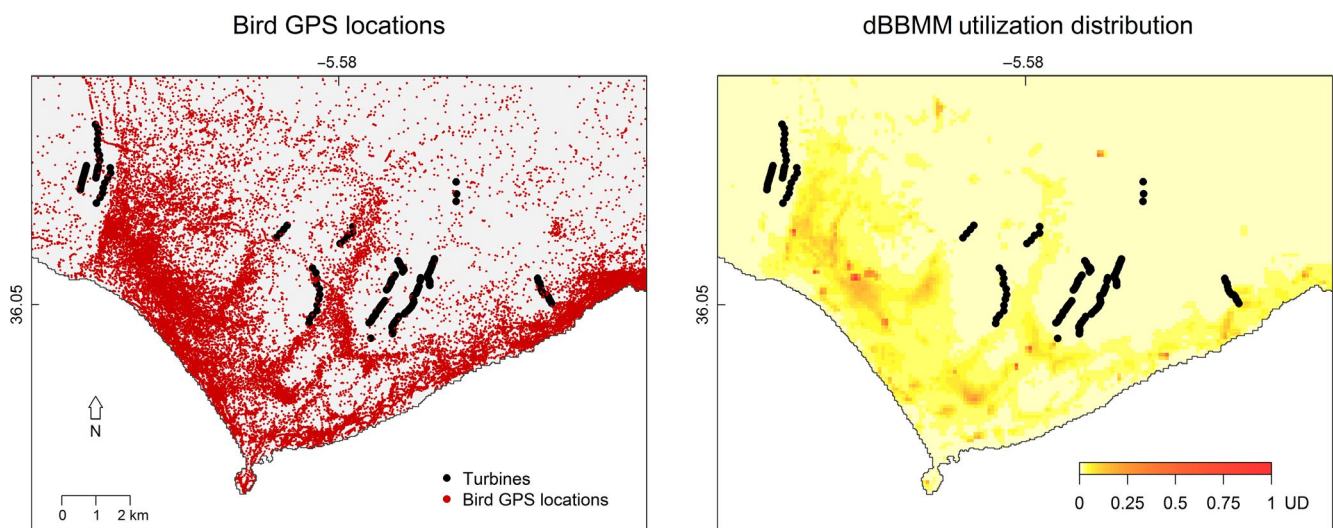 Bird GPS locations
−5.58
36.05
N
0 1 2 km
Turbines
Bird GPS locations
dBBMM utilization distribution
−5.58
36.05
0 0.25 0.5 0.75 1 UD